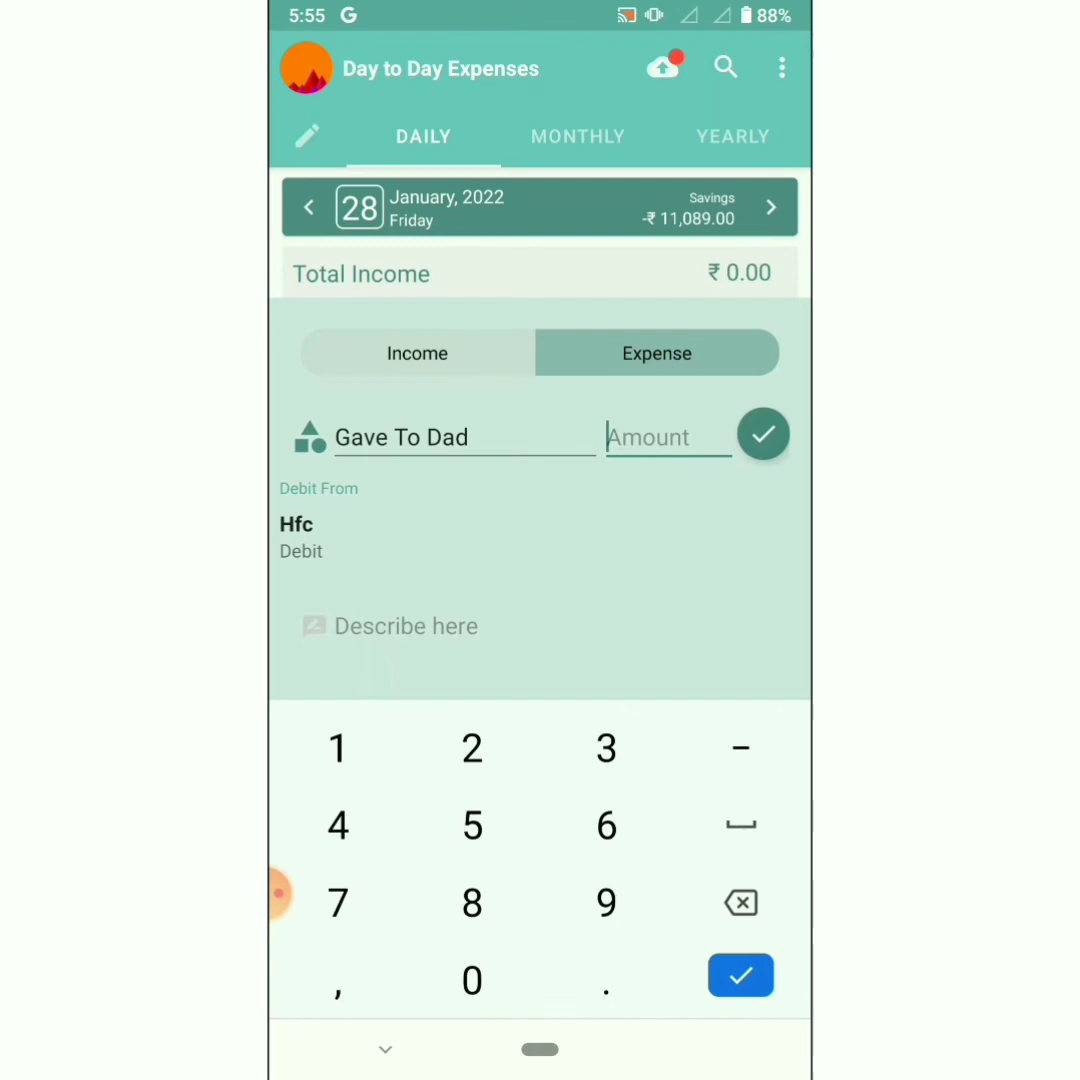 5:55 G 88%
Day to Day Expenses
DAILY MONTHLY YEARLY
28 January, 2022 Savings
Friday -₹ 11,089.00
Total Income ₹ 0.00
Income Expense
Gave To Dad Amount
Debit From
Hfc
Debit
Describe here
1 2 3 -
4 5 6
7 8 9
, 0 .